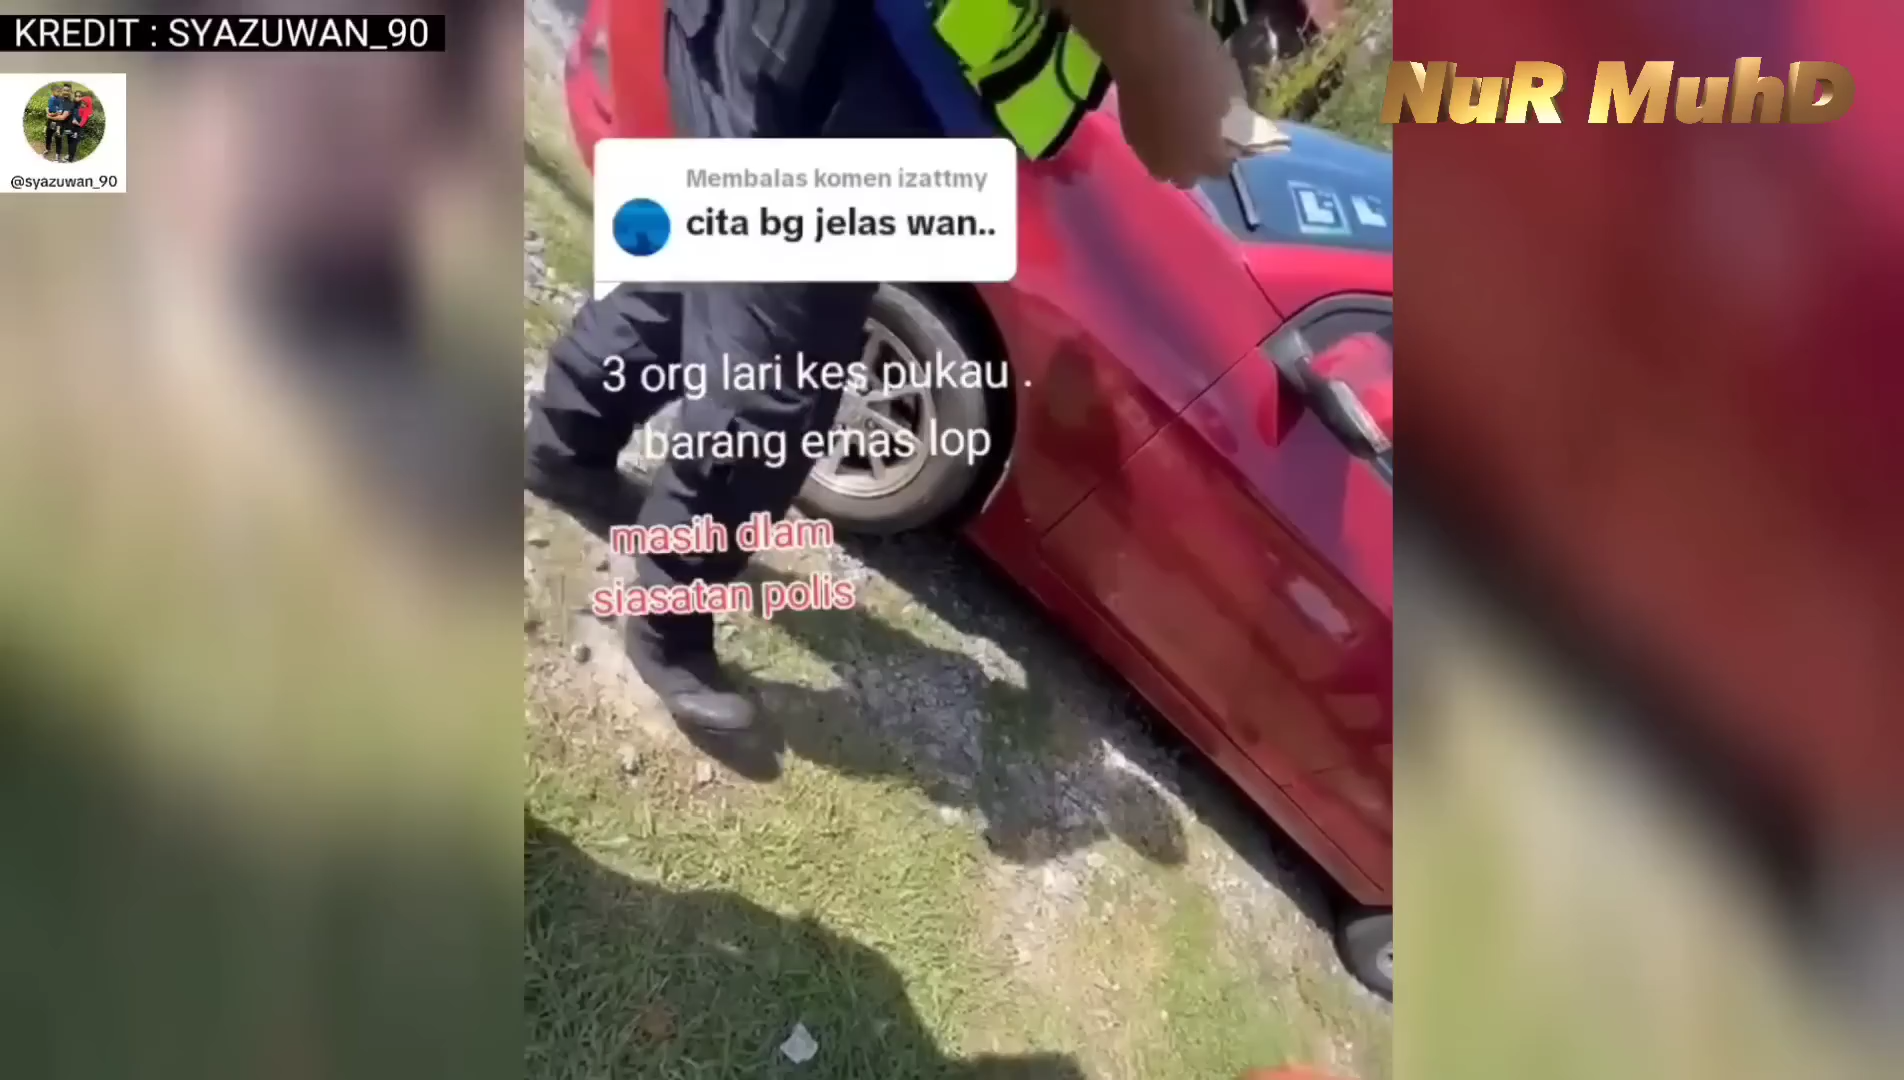 KREDIT : SYAZUWAN_90
NuR MuhD
@syazuwan_90
Membalas komen izattmy
cita bg jelas wan..
3 org lari kes pukau .
barang emas lop
masih dlam
siasatan polis
L L